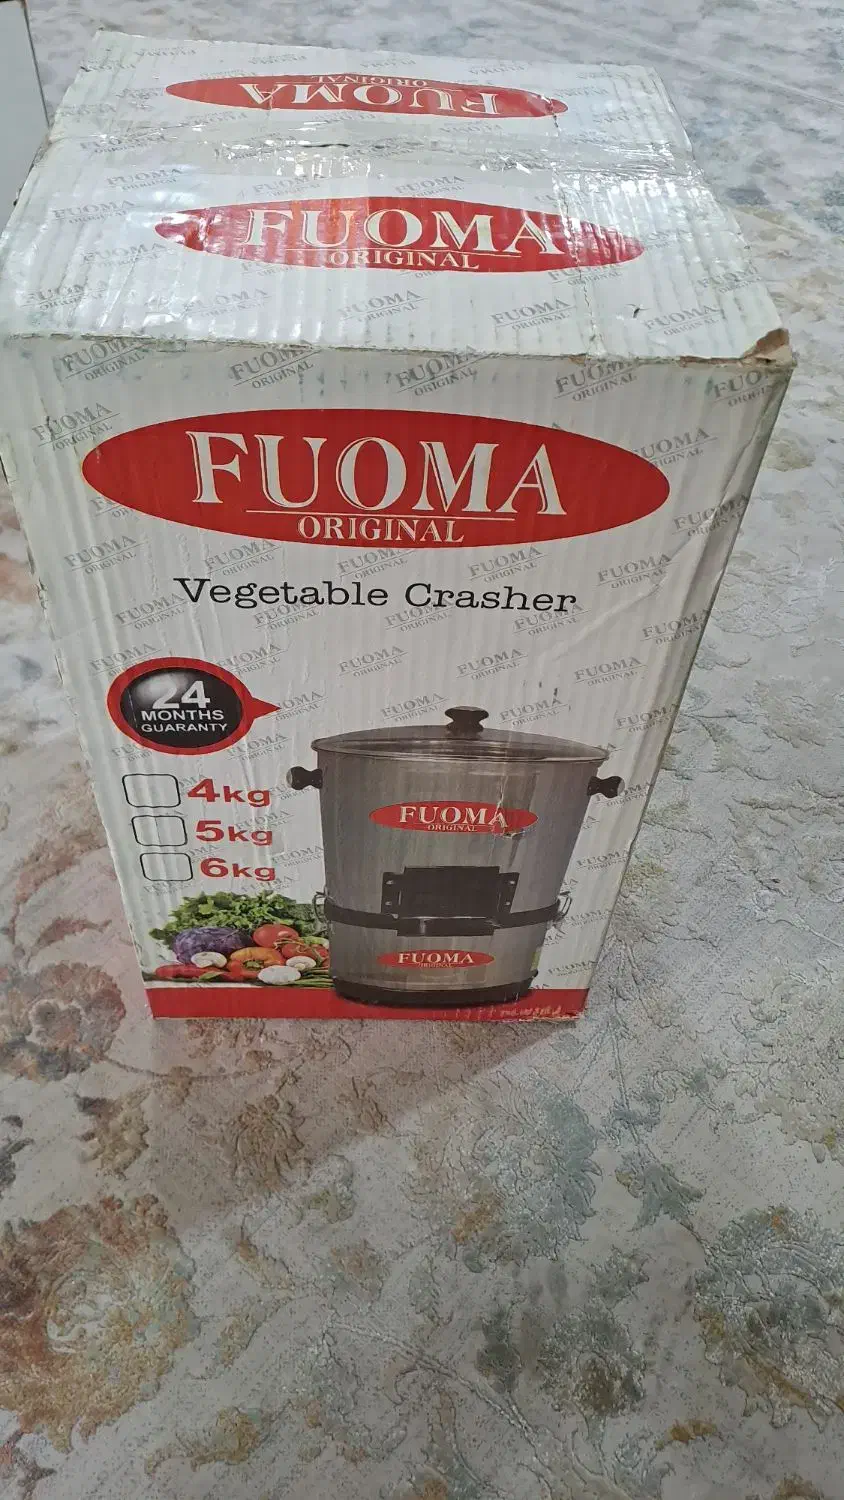 FUOMA
ORIGINAL
FUOMA
ORIGINAL
FUOMA
ORIGINAL
Vegetable Crasher
24
MONTHS
GUARANTY
4kg
5kg
6kg
FUOMA
ORIGINAL
FUOMA
ORIGINAL